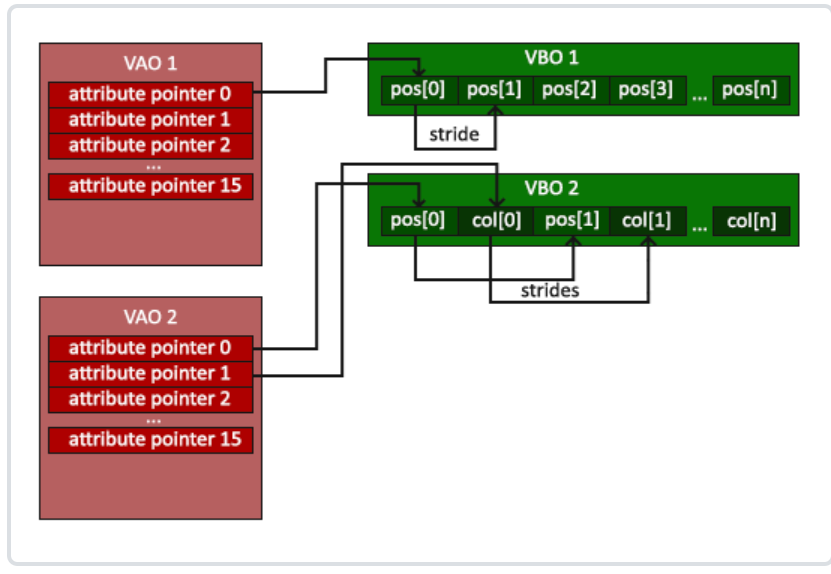 VAO 1
attribute pointer 0
attribute pointer 1
attribute pointer 2
...
attribute pointer 15
VBO 1
pos[0] pos[1] pos[2] pos[3] ... pos[n]
stride
VBO 2
pos[0] col[0] pos[1] col[1] ... col[n]
strides
VAO 2
attribute pointer 0
attribute pointer 1
attribute pointer 2
...
attribute pointer 15